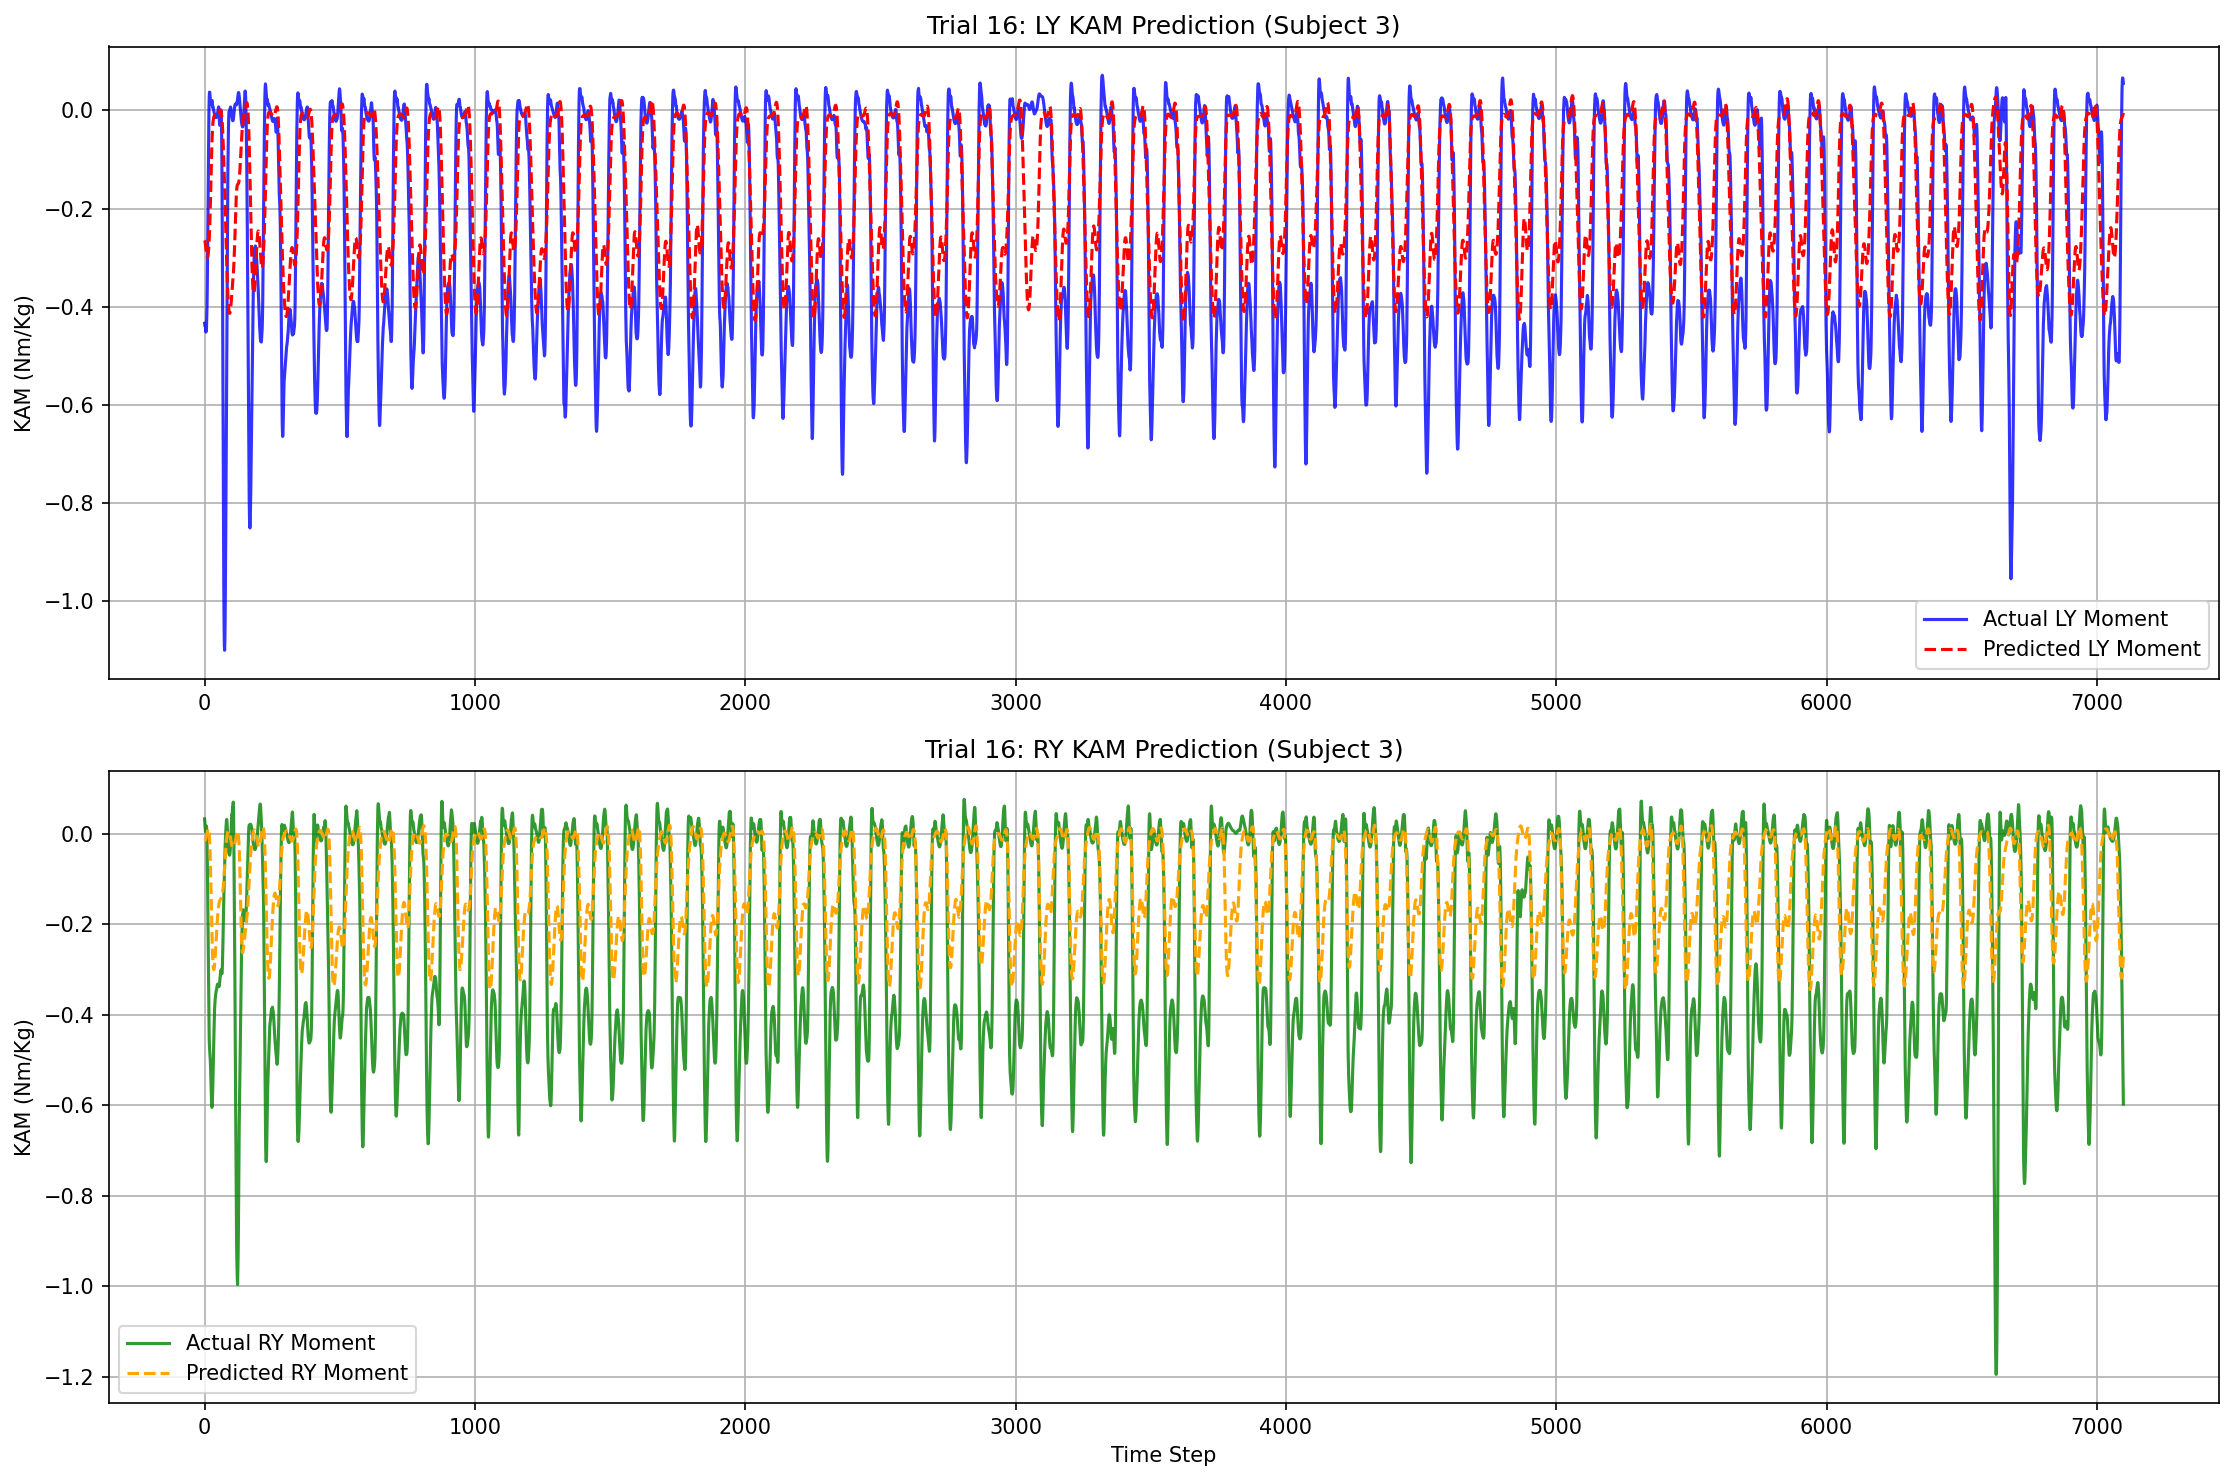 Trial 16: LY KAM Prediction (Subject 3)
KAM (Nm/Kg)
0.0
−0.2
−0.4
−0.6
−0.8
−1.0
Actual LY Moment
Predicted LY Moment
0 1000 2000 3000 4000 5000 6000 7000
Trial 16: RY KAM Prediction (Subject 3)
KAM (Nm/Kg)
0.0
−0.2
−0.4
−0.6
−0.8
−1.0
−1.2
Actual RY Moment
Predicted RY Moment
0 1000 2000 3000 4000 5000 6000 7000
Time Step